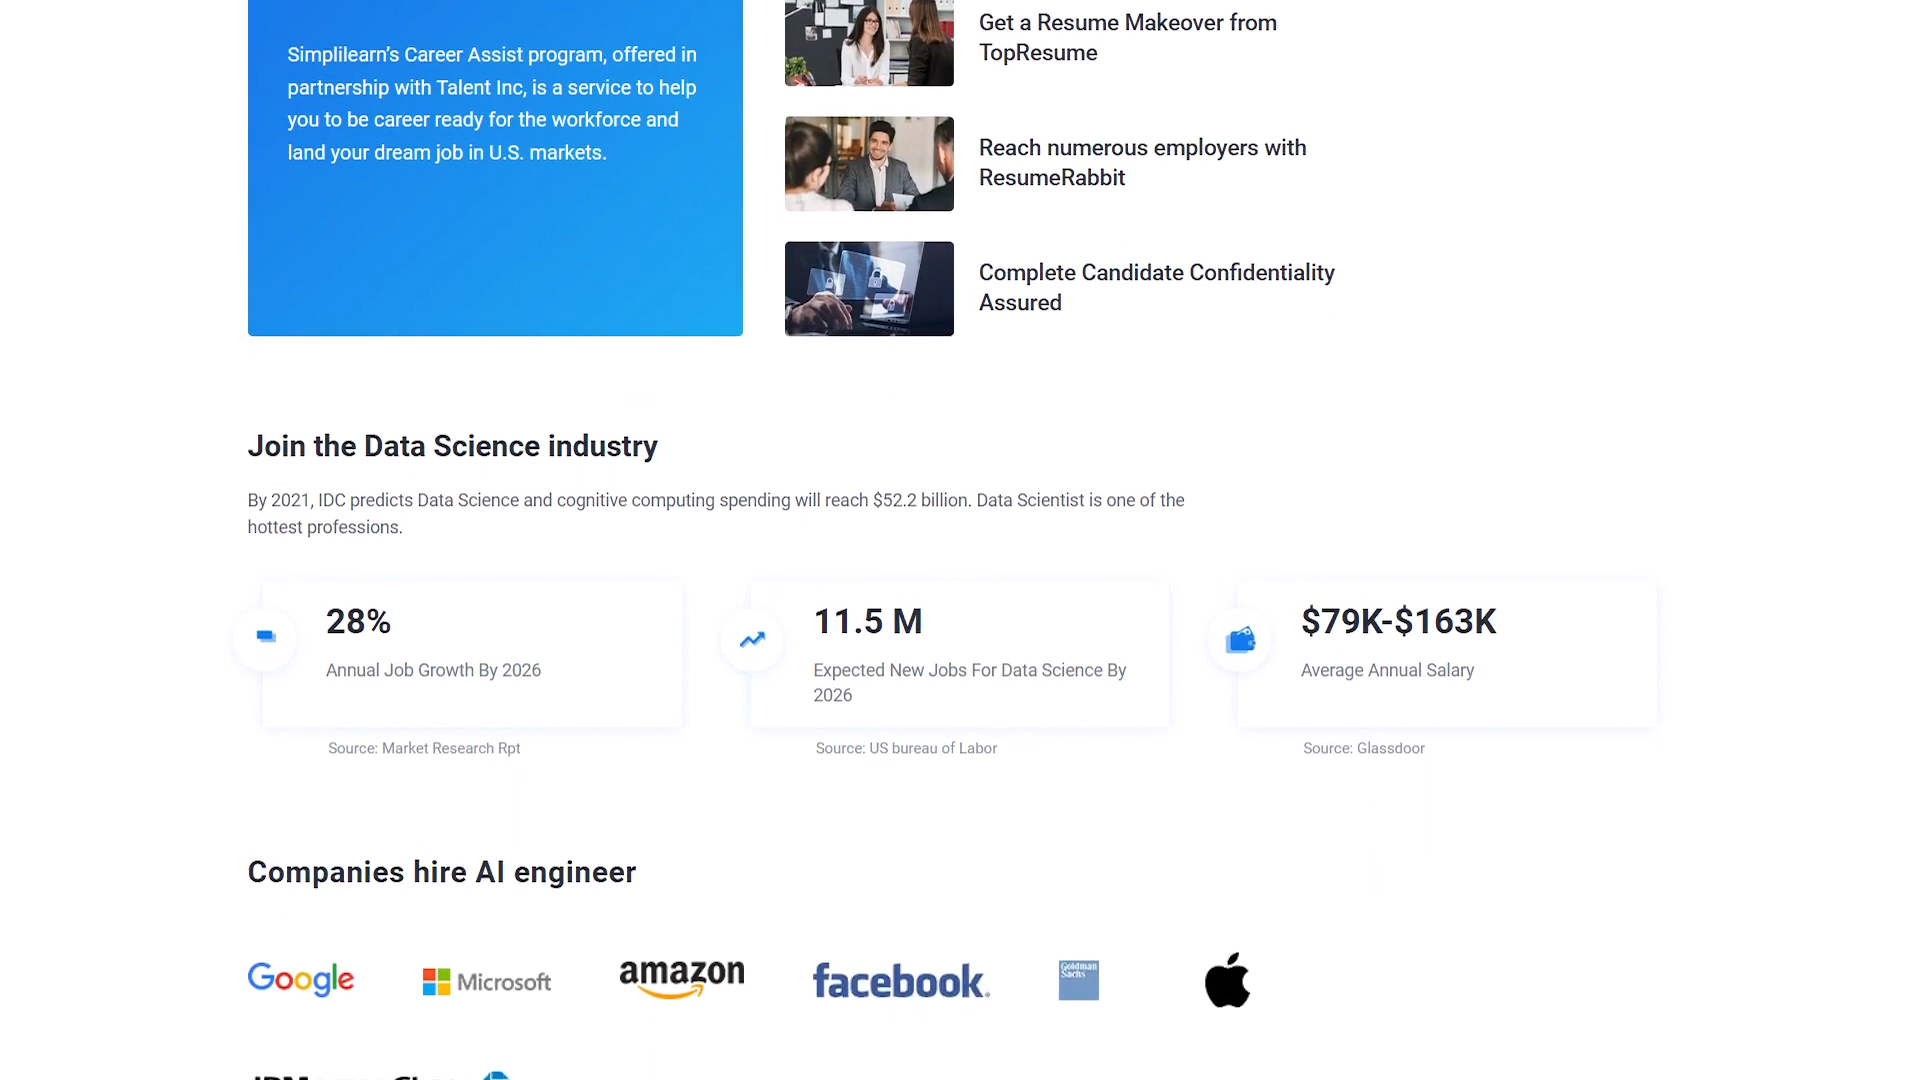 Simplilearn's Career Assist program, offered in
partnership with Talent Inc, is a service to help
you to be career ready for the workforce and
land your dream job in U.S. markets.
Get a Resume Makeover from
TopResume
Reach numerous employers with
ResumeRabbit
Complete Candidate Confidentiality
Assured
Join the Data Science industry
By 2021, IDC predicts Data Science and cognitive computing spending will reach $52.2 billion. Data Scientist is one of the
hottest professions.
28%
Annual Job Growth By 2026
Source: Market Research Rpt
11.5 M
Expected New Jobs For Data Science By
2026
Source: US bureau of Labor
$79K-$163K
Average Annual Salary
Source: Glassdoor
Companies hire AI engineer
Google
Microsoft
amazon
facebook.
Goldman
Sachs